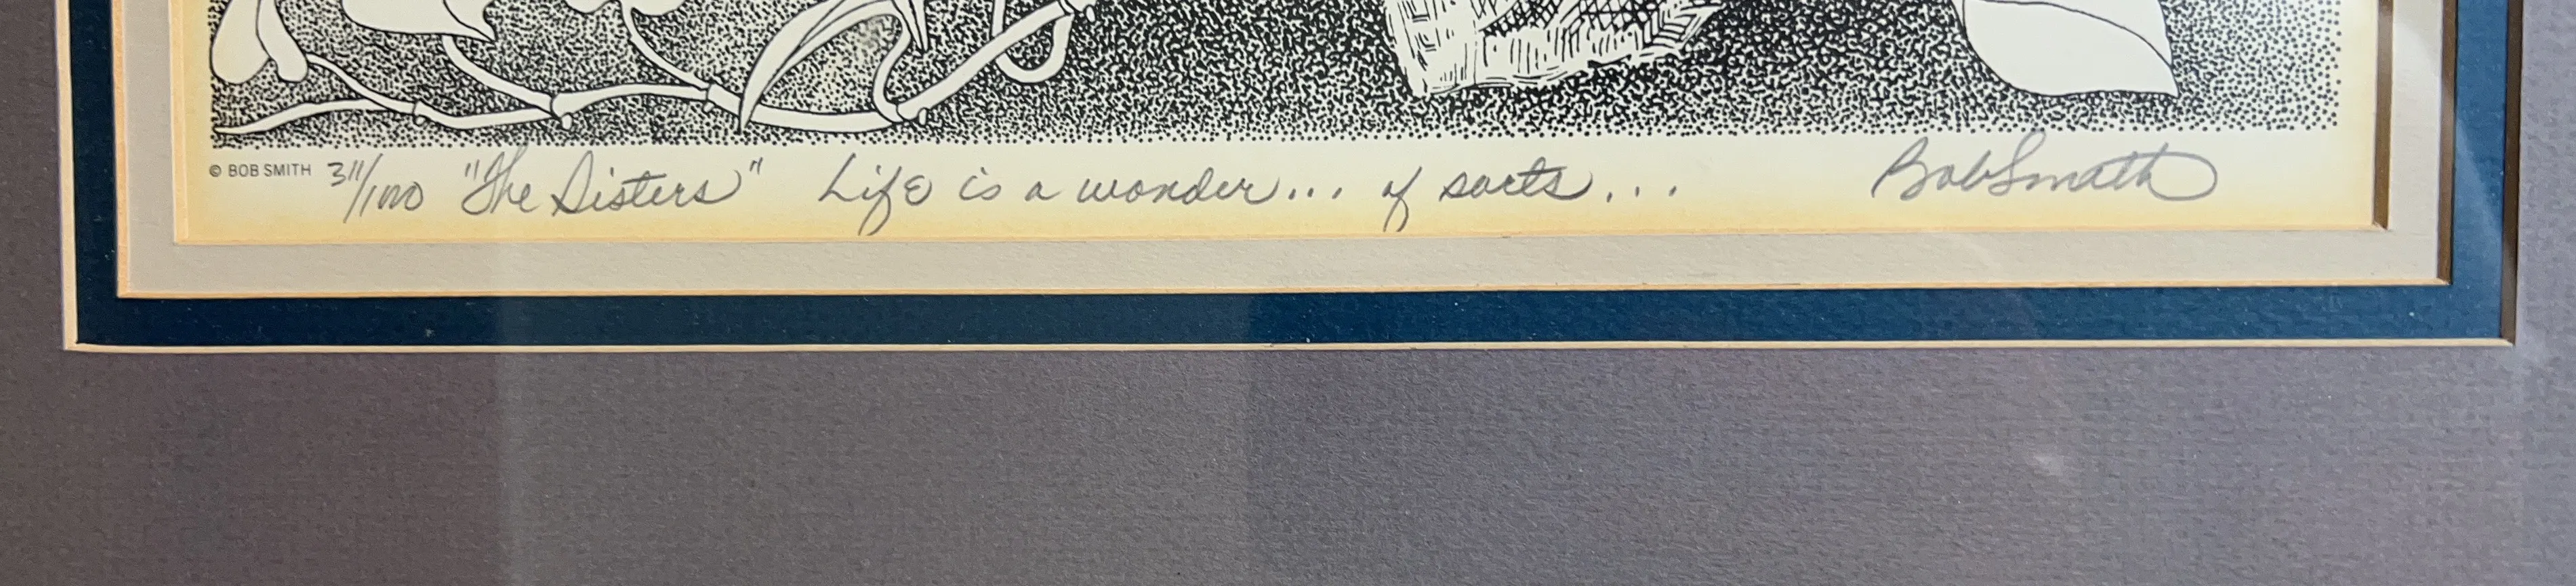 © BOB SMITH 311/1000 "The Sisters" Life is a wonder... of sorts... Bob Smith